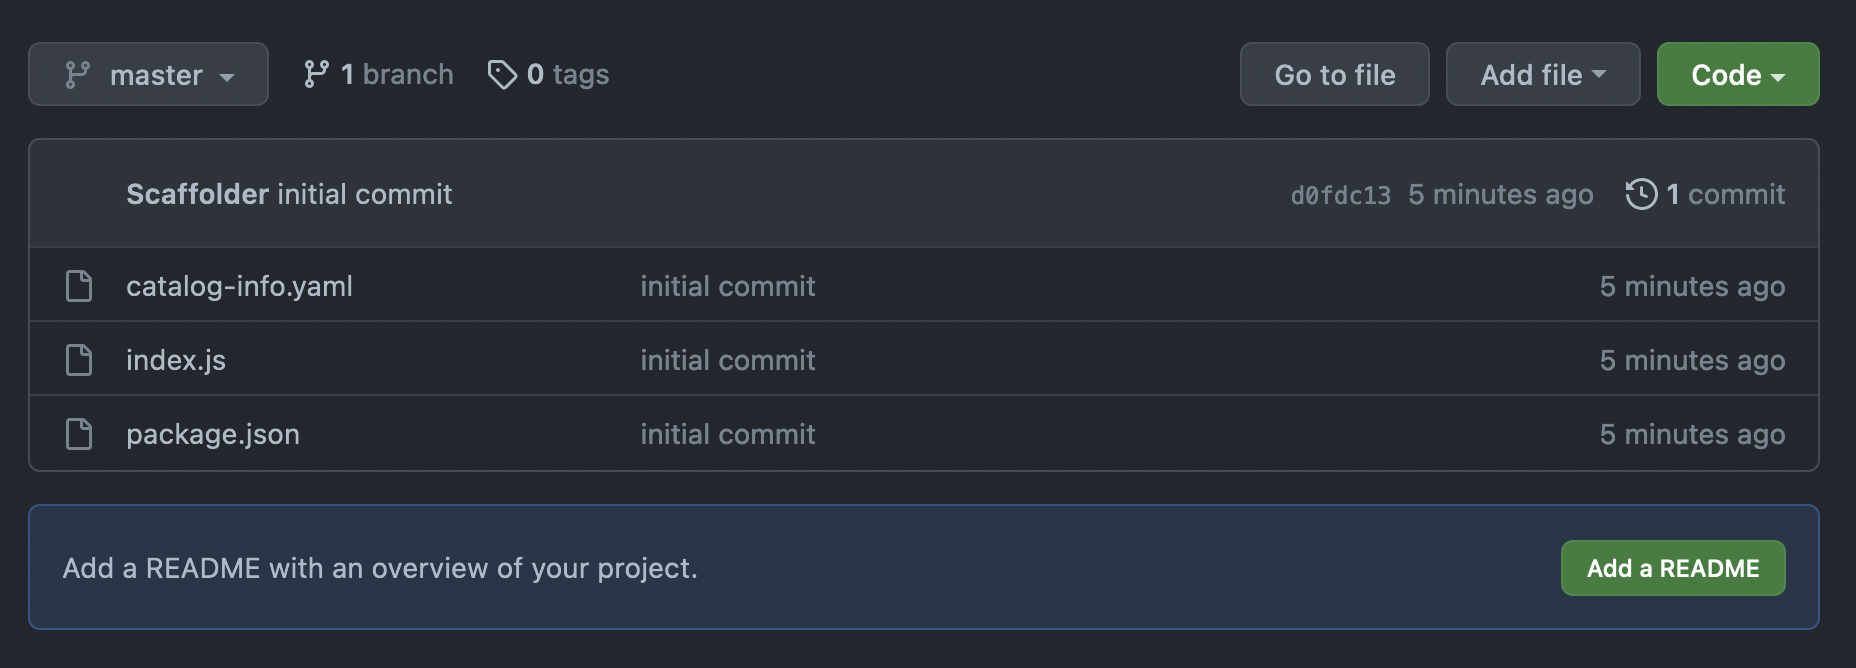 master 1 branch 0 tags Go to file Add file Code
Scaffolder initial commit d0fdc13 5 minutes ago 1 commit
catalog-info.yaml initial commit 5 minutes ago
index.js initial commit 5 minutes ago
package.json initial commit 5 minutes ago
Add a README with an overview of your project. Add a README